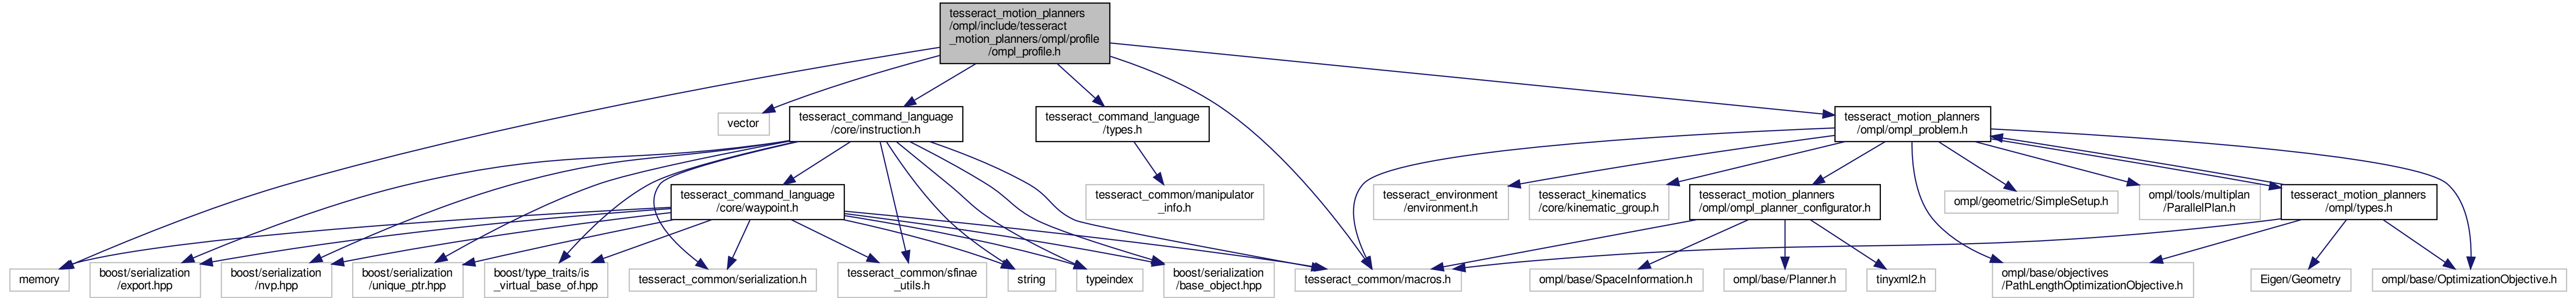 tesseract_motion_planners
/ompl/include/tesseract
_motion_planners/ompl/profile
/ompl_profile.h
vector
tesseract_command_language
/core/instruction.h
tesseract_command_language
/types.h
tesseract_motion_planners
/ompl/ompl_problem.h
tesseract_command_language
/core/waypoint.h
tesseract_common/manipulator
_info.h
tesseract_environment
/environment.h
tesseract_kinematics
/core/kinematic_group.h
tesseract_motion_planners
/ompl/ompl_planner_configurator.h
ompl/geometric/SimpleSetup.h
ompl/tools/multiplan
/ParallelPlan.h
tesseract_motion_planners
/ompl/types.h
memory
boost/serialization
/export.hpp
boost/serialization
/nvp.hpp
boost/serialization
/unique_ptr.hpp
boost/type_traits/is
_virtual_base_of.hpp
tesseract_common/serialization.h
tesseract_common/sfinae
_utils.h
string
typeindex
boost/serialization
/base_object.hpp
tesseract_common/macros.h
ompl/base/SpaceInformation.h
ompl/base/Planner.h
tinyxml2.h
ompl/base/objectives
/PathLengthOptimizationObjective.h
Eigen/Geometry
ompl/base/OptimizationObjective.h